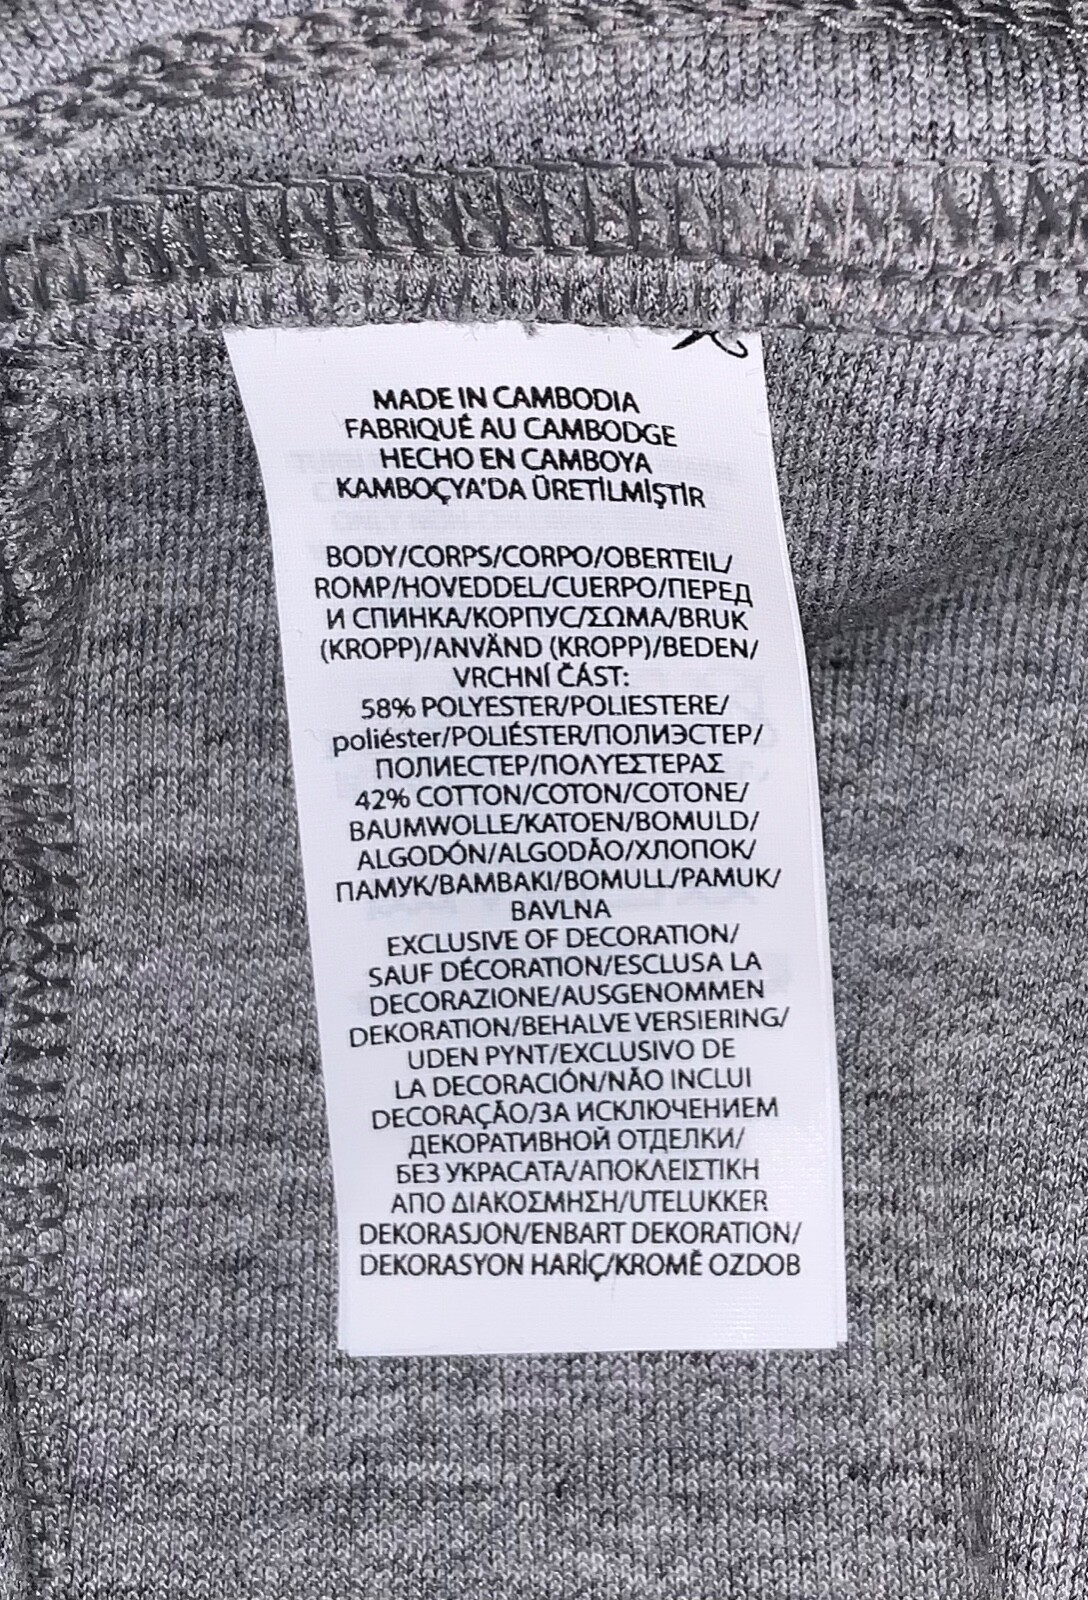 MADE IN CAMBODIA
FABRIQUÉ AU CAMBODGE
HECHO EN CAMBOYA
KAMBOÇYA'DA ÜRETİLMİŞTİR
BODY/CORPS/CORPO/OBERTEIL/
ROMP/HOVEDDEL/CUERPO/ПЕРЕД
И СПИНКА/КОРПУС/ΣΩΜΑ/BRUK
(KROPP)/ANVÄND (KROPP)/BEDEN/
VRCHNÍ ČÁST:
58% POLYESTER/POLIESTERE/
poliéster/POLIÉSTER/ПОЛИЭСТЕР/
ПОЛИЕСТЕР/ΠΟΛΥΕΣΤΕΡΑΣ
42% COTTON/COTON/COTONE/
BAUMWOLLE/KATOEN/BOMULD/
ALGODÓN/ALGODÃO/ХЛОПОК/
ПАМУК/BAMBAKI/BOMULL/PAMUK/
BAVLNA
EXCLUSIVE OF DECORATION/
SAUF DÉCORATION/ESCLUSA LA
DECORAZIONE/AUSGENOMMEN
DEKORATION/BEHALVE VERSIERING/
UDEN PYNT/EXCLUSIVO DE
LA DECORACIÓN/NÃO INCLUI
DECORAÇÃO/ЗА ИСКЛЮЧЕНИЕМ
ДЕКОРАТИВНОЙ ОТДЕЛКИ/
БЕЗ УКРАСАТА/ΑΠΟΚΛΕΙΣΤΙΚΗ
ΑΠΟ ΔΙΑΚΟΣΜΗΣΗ/UTELUKKER
DEKORASJON/ENBART DEKORATION/
DEKORASYON HARİÇ/KROMĚ OZDOB